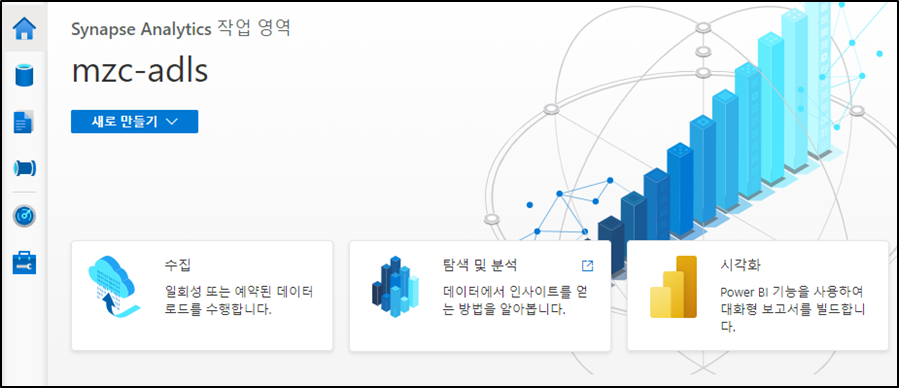 Synapse Analytics 작업 영역
mzc-adls
새로 만들기
수집
일회성 또는 예약된 데이터
로드를 수행합니다.
탐색 및 분석
데이터에서 인사이트를 얻
는 방법을 알아봅니다.
시각화
Power BI 기능을 사용하여
대화형 보고서를 빌드합니
다.